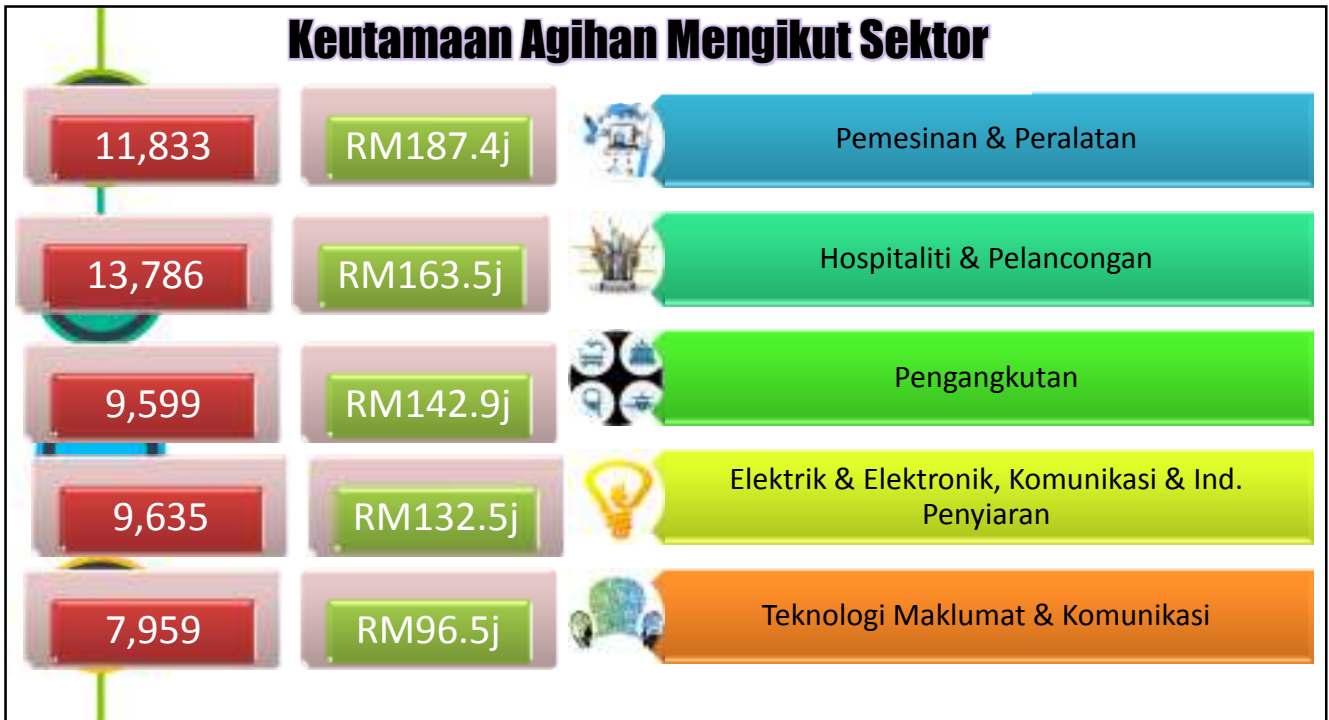 Keutamaan Agihan Mengikut Sektor
11,833 RM187.4j Pemesinan & Peralatan
13,786 RM163.5j Hospitaliti & Pelancongan
9,599 RM142.9j Pengangkutan
9,635 RM132.5j Elektrik & Elektronik, Komunikasi & Ind.
Penyiaran
7,959 RM96.5j Teknologi Maklumat & Komunikasi